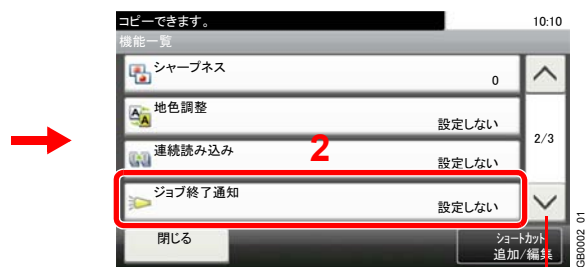 コピーできます。
10:10
機能一覧
シャープネス
0
地色調整
設定しない
2/3
連続読み込み
2
設定しない
ジョブ終了通知
設定しない
閉じる
ショートカット
追加/編集
GB0002 01